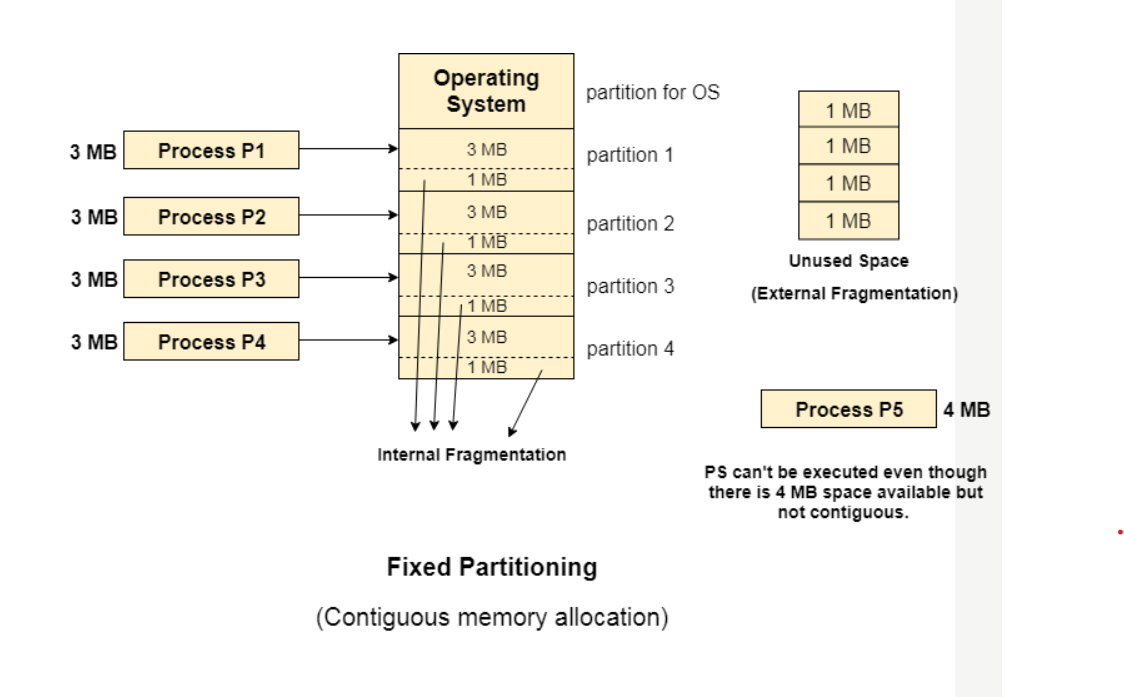 Operating
System
partition for OS
3 MB Process P1
3 MB
1 MB
partition 1
3 MB Process P2
3 MB
1 MB
partition 2
3 MB Process P3
3 MB
1 MB
partition 3
3 MB Process P4
3 MB
1 MB
partition 4
Internal Fragmentation
1 MB
1 MB
1 MB
1 MB
Unused Space
(External Fragmentation)
Process P5 4 MB
PS can't be executed even though
there is 4 MB space available but
not contiguous.
Fixed Partitioning
(Contiguous memory allocation)